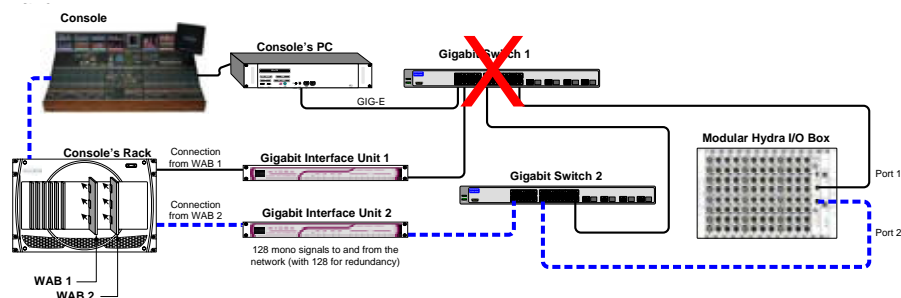 Console
Console's PC
Gigabit Switch 1
GIG-E
Modular Hydra I/O Box
Console's Rack
Connection
from WAB 1
Gigabit Interface Unit 1
Gigabit Switch 2
Port 1
Connection
from WAB 2
Gigabit Interface Unit 2
Port 2
128 mono signals to and from the
network (with 128 for redundancy)
WAB 1
WAB 2